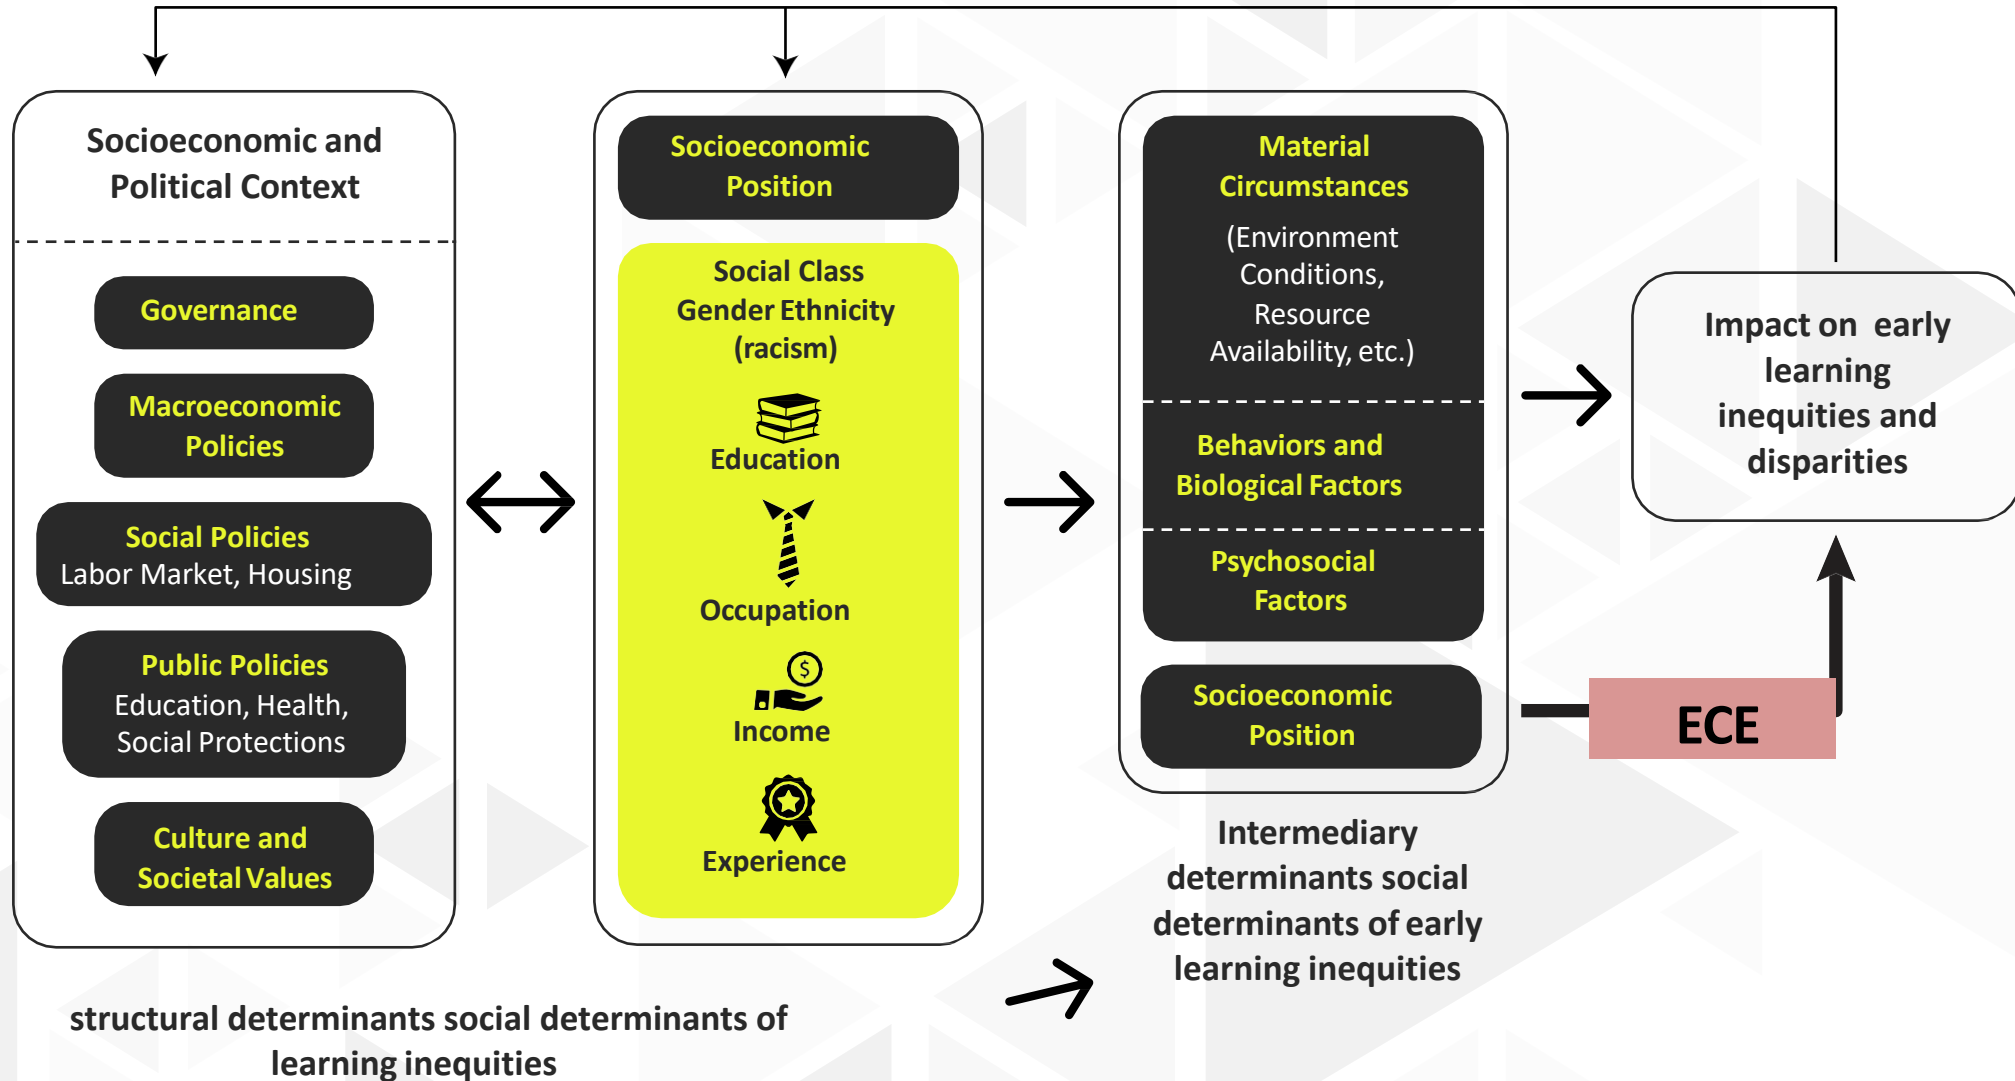 Socioeconomic and
Political Context
Governance
Macroeconomic
Policies
Social Policies
Labor Market, Housing
Public Policies
Education, Health,
Social Protections
Culture and
Societal Values
Socioeconomic
Position
Social Class
Gender Ethnicity
(racism)
Education
Occupation
$
Income
Experience
Material
Circumstances
(Environment
Conditions,
Resource
Availability, etc.)
Behaviors and
Biological Factors
Psychosocial
Factors
Socioeconomic
Position
Impact on early
learning
inequities and
disparities
ECE
Intermediary
determinants social
determinants of early
learning inequities
structural determinants social determinants of
learning inequities